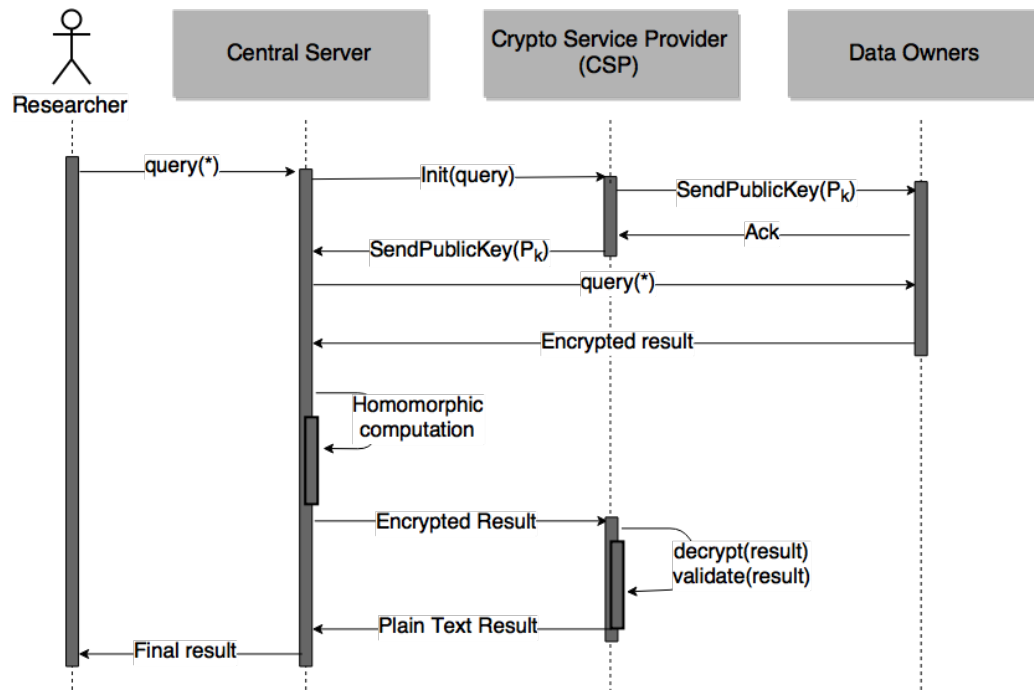 Central Server
Crypto Service Provider
(CSP)
Data Owners
Researcher
query(*)
Init(query)
SendPublicKey(Pk)
Ack
SendPublicKey(Pk)
query(*)
Encrypted result
Homomorphic
computation
Encrypted Result
decrypt(result)
validate(result)
Plain Text Result
Final result